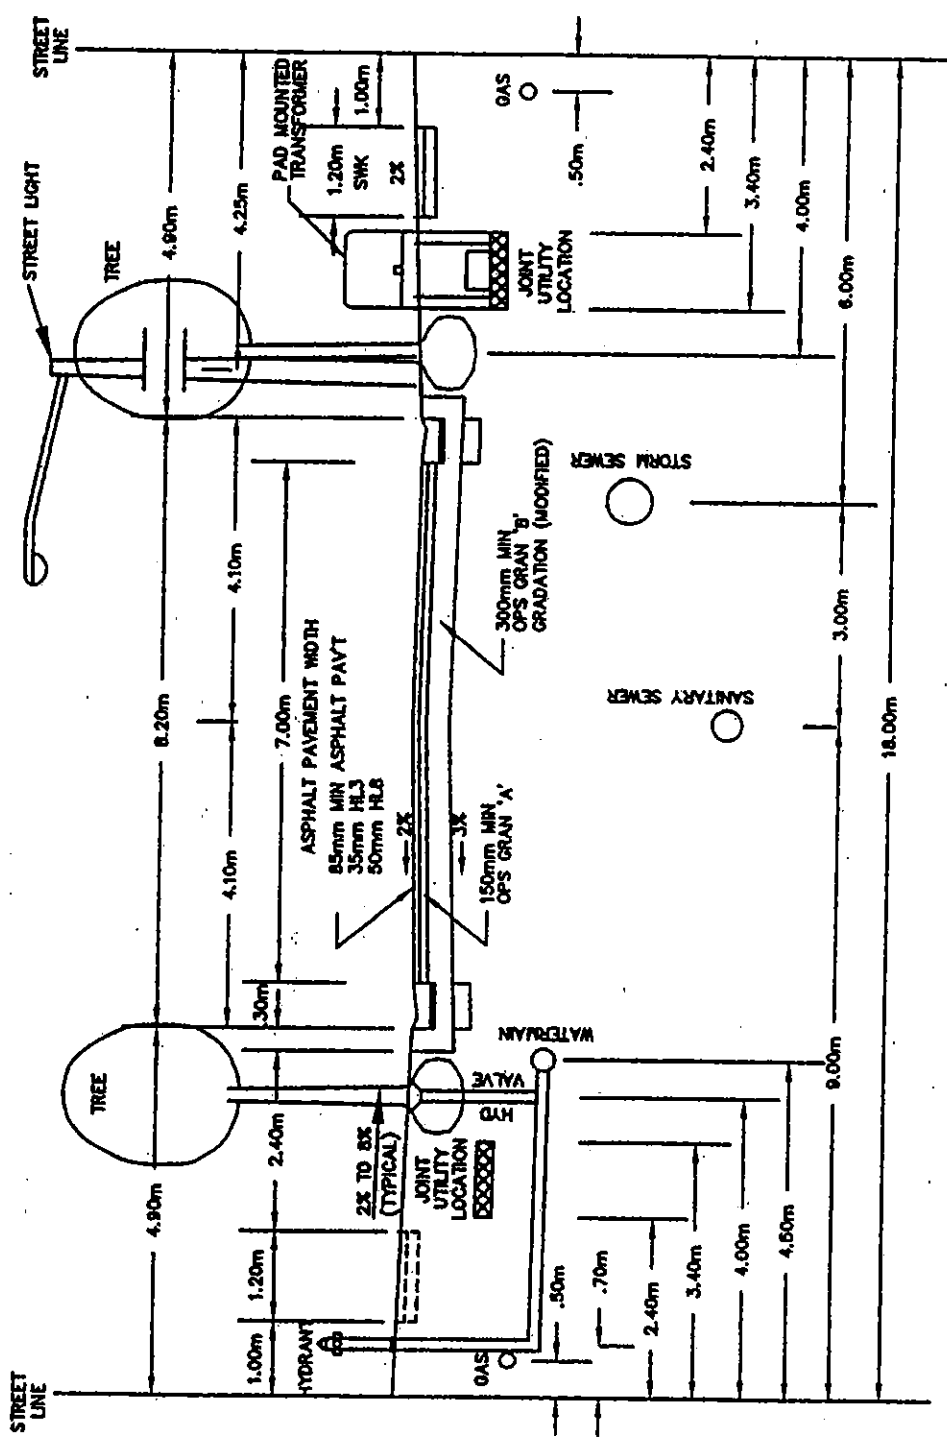 STREET
LINE
STREET
LINE
STREET LIGHT
TREE
TREE
4.90m
8.20m
4.90m
4.10m
4.10m
4.25m
1.00m
1.20m
2.40m
.30m
7.00m
ASPHALT PAVEMENT WIDTH
85mm MIN ASPHALT PAV'T
35mm HL3
50mm HL8
PAD MOUNTED
TRANSFORMER
1.20m
SWK
1.00m
2%
HYDRANT
2% TO 8%
(TYPICAL)
2%
3%
150mm MIN
OPS GRAN 'A'
300mm MIN
OPS GRAN 'B'
GRADATION (MODIFIED)
JOINT
UTILITY
LOCATION
JOINT
UTILITY
LOCATION
GAS
GAS
HYD
VALVE
WATERMAIN
SANITARY SEWER
STORM SEWER
.50m
.70m
2.40m
3.40m
4.00m
4.50m
.50m
2.40m
3.40m
4.00m
9.00m
3.00m
6.00m
18.00m